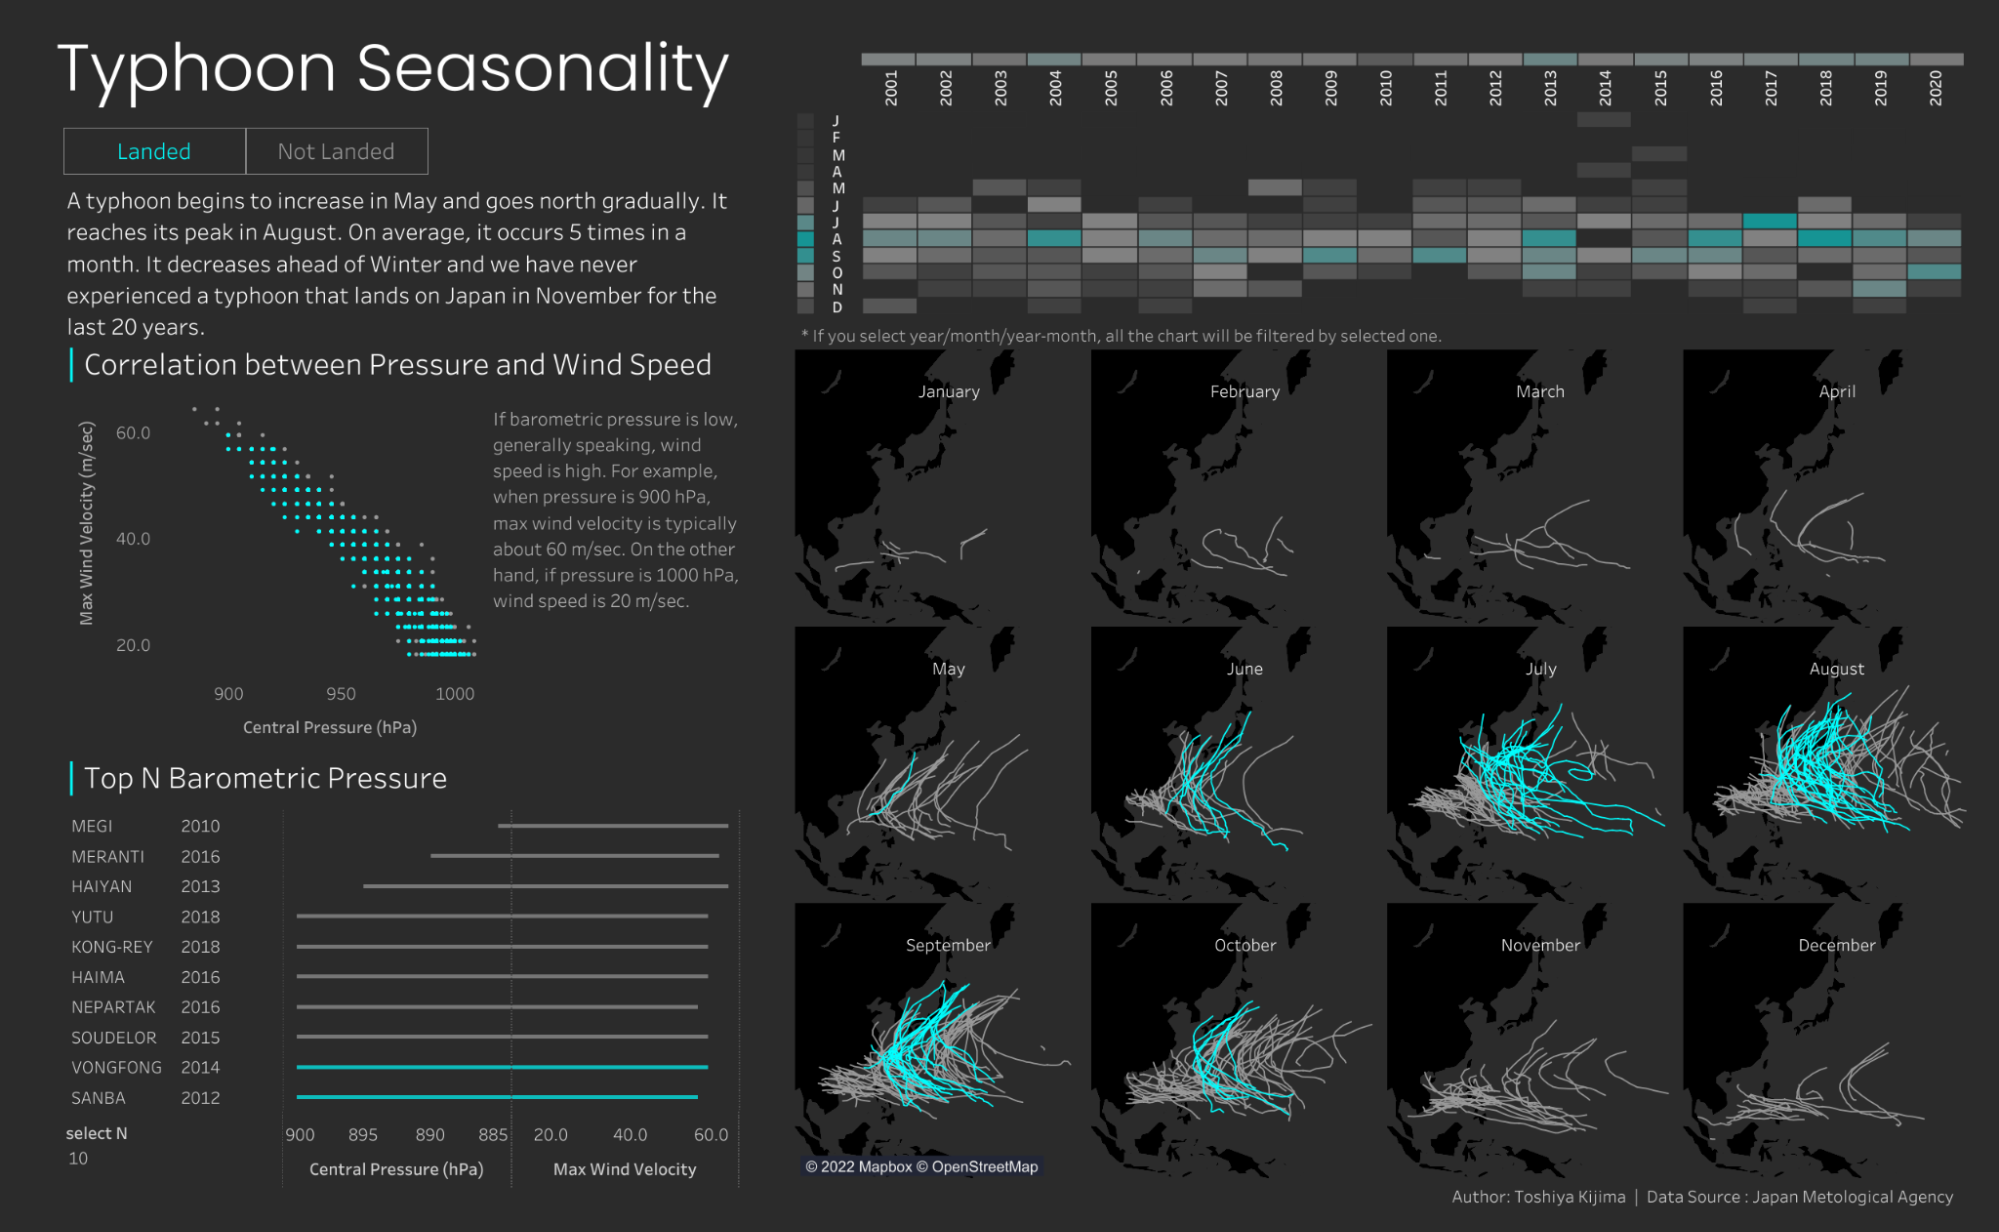 Typhoon Seasonality
Landed
Not Landed
A typhoon begins to increase in May and goes north gradually. It
reaches its peak in August. On average, it occurs 5 times in a
month. It decreases ahead of Winter and we have never
experienced a typhoon that lands on Japan in November for the
last 20 years.
2001 2002 2003 2004 2005 2006 2007 2008 2009 2010 2011 2012 2013 2014 2015 2016 2017 2018 2019 2020
J
F
M
A
M
J
J
A
S
O
N
D
* If you select year/month/year-month, all the chart will be filtered by selected one.
Correlation between Pressure and Wind Speed
Max Wind Velocity (m/sec)
60.0
40.0
20.0
900 950 1000
Central Pressure (hPa)
If barometric pressure is low,
generally speaking, wind
speed is high. For example,
when pressure is 900 hPa,
max wind velocity is typically
about 60 m/sec. On the other
hand, if pressure is 1000 hPa,
wind speed is 20 m/sec.
Top N Barometric Pressure
MEGI 2010
MERANTI 2016
HAIYAN 2013
YUTU 2018
KONG-REY 2018
HAIMA 2016
NEPARTAK 2016
SOUDELOR 2015
VONGFONG 2014
SANBA 2012
select N
10
900 895 890 885 20.0 40.0 60.0
Central Pressure (hPa) Max Wind Velocity
January February March April
May June July August
September October November December
© 2022 Mapbox © OpenStreetMap
Author: Toshiya Kijima | Data Source : Japan Metological Agency